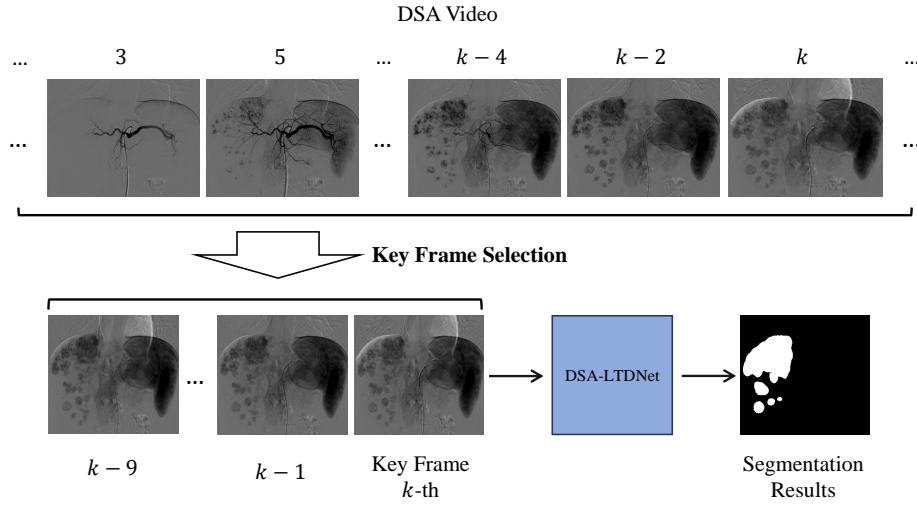 DSA Video
... 3 5 ... k − 4 k − 2 k ...
... ... ...
Key Frame Selection
...
DSA-LTDNet
k − 9 k − 1 Key Frame Segmentation
k-th Results